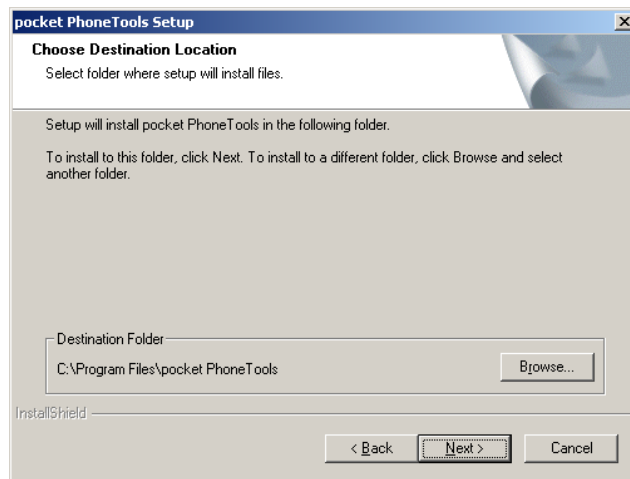 pocket PhoneTools Setup
Choose Destination Location
Select folder where setup will install files.
Setup will install pocket PhoneTools in the following folder.
To install to this folder, click Next. To install to a different folder, click Browse and select
another folder.
Destination Folder
C:\Program Files\pocket PhoneTools
Browse...
InstallShield
< Back
Next >
Cancel